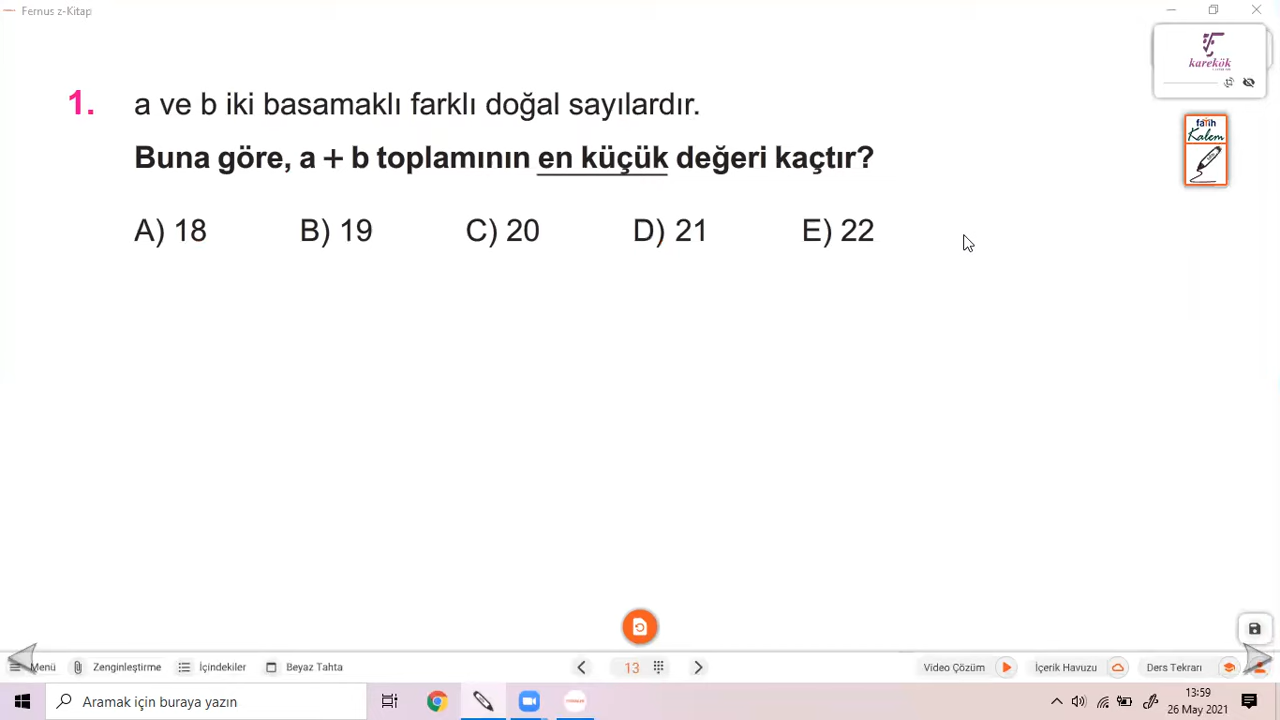 Fernus z-Kitap
karekök
1. a ve b iki basamaklı farklı doğal sayılardır.
fatih
Kalem
Buna göre, a + b toplamının en küçük değeri kaçtır?
A) 18 B) 19 C) 20 D) 21 E) 22
Menü Zenginleştirme İçindekiler Beyaz Tahta 13 Video Çözüm İçerik Havuzu Ders Tekrarı
Aramak için buraya yazın
13:59
26 May 2021